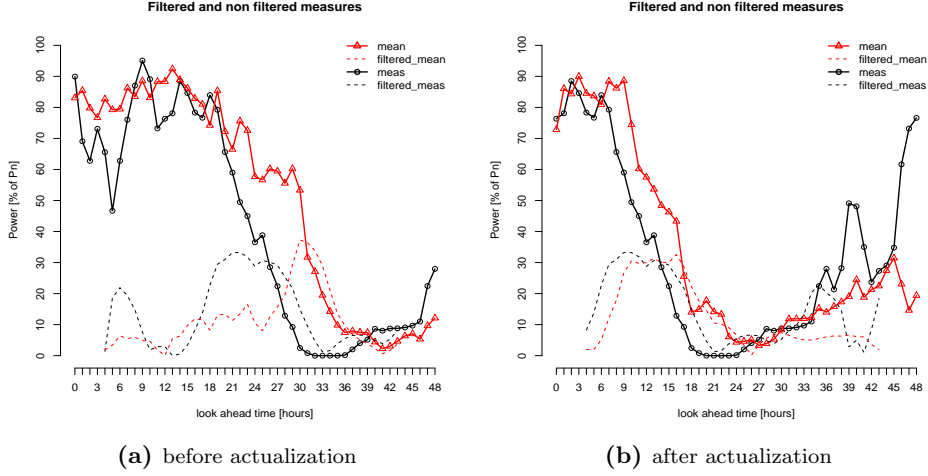 Filtered and non filtered measures
Power [% of Pn]
100
90
80
70
60
50
40
30
20
10
0
mean
filtered_mean
meas
filtered_meas
0 3 6 9 12 15 18 21 24 27 30 33 36 39 42 45 48
look ahead time [hours]
(a) before actualization
Filtered and non filtered measures
Power [% of Pn]
100
90
80
70
60
50
40
30
20
10
0
mean
filtered_mean
meas
filtered_meas
0 3 6 9 12 15 18 21 24 27 30 33 36 39 42 45 48
look ahead time [hours]
(b) after actualization